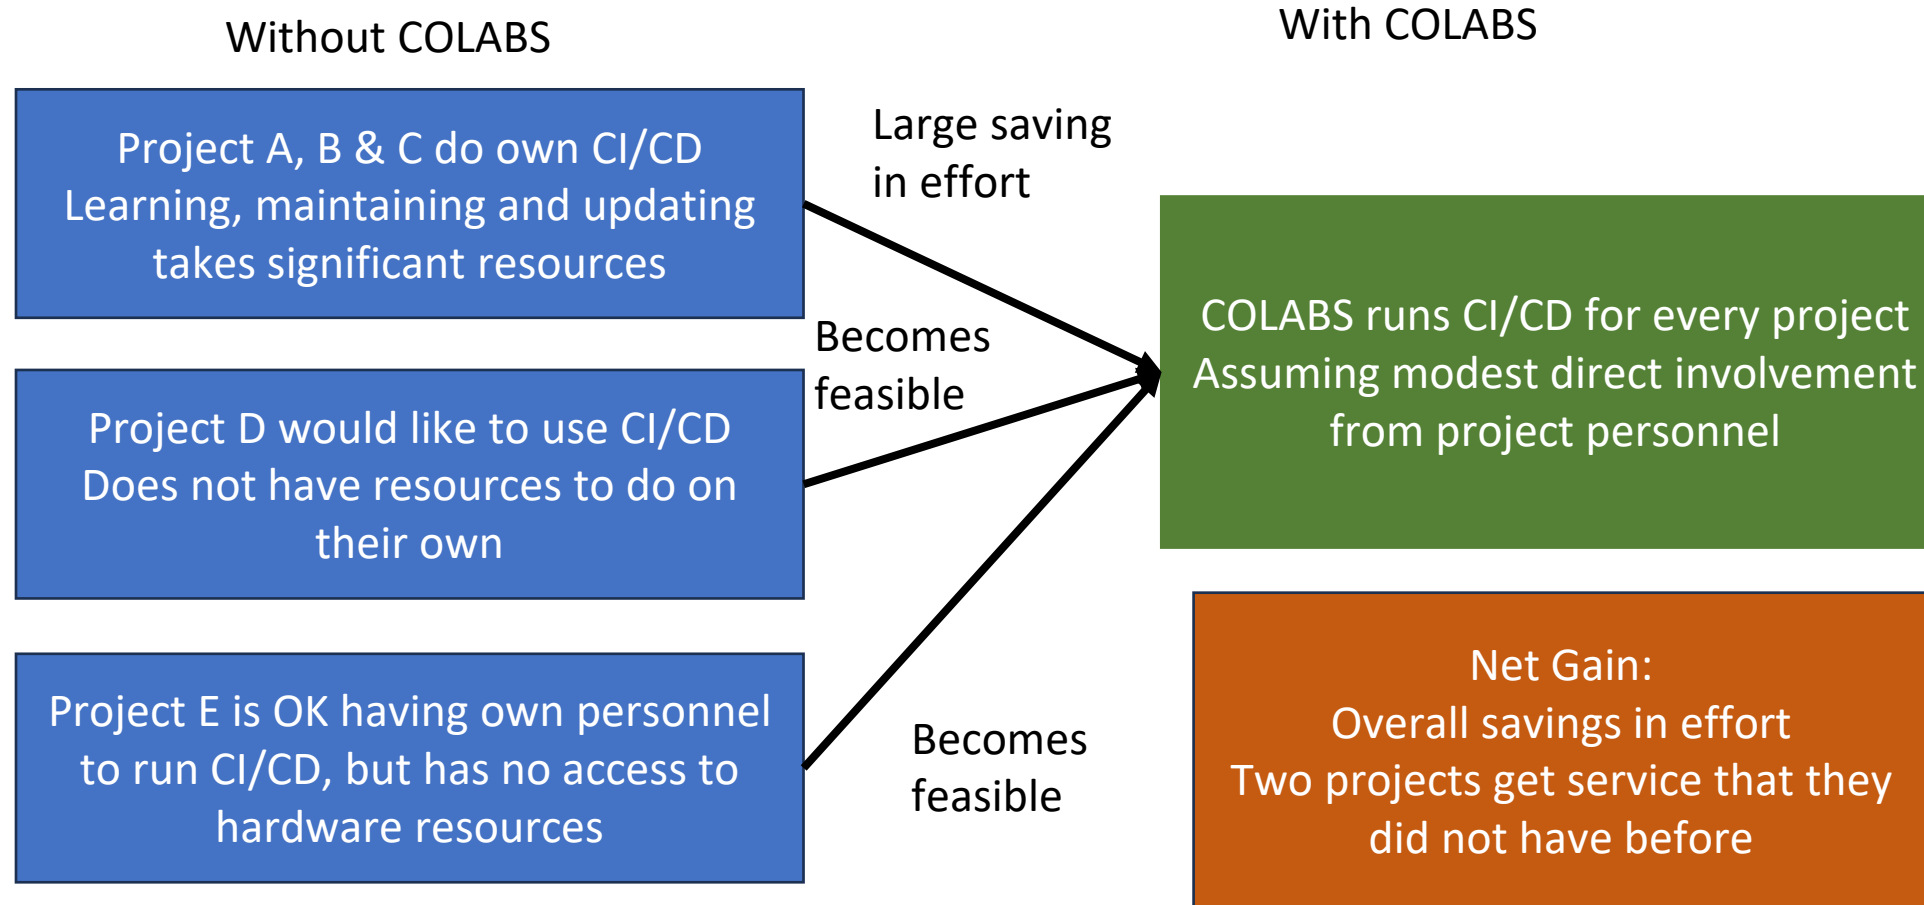 Without COLABS
With COLABS
Project A, B & C do own CI/CD
Learning, maintaining and updating
takes significant resources
Large saving
in effort
COLABS runs CI/CD for every project
Assuming modest direct involvement
from project personnel
Becomes
feasible
Project D would like to use CI/CD
Does not have resources to do on
their own
Project E is OK having own personnel
to run CI/CD, but has no access to
hardware resources
Becomes
feasible
Net Gain:
Overall savings in effort
Two projects get service that they
did not have before